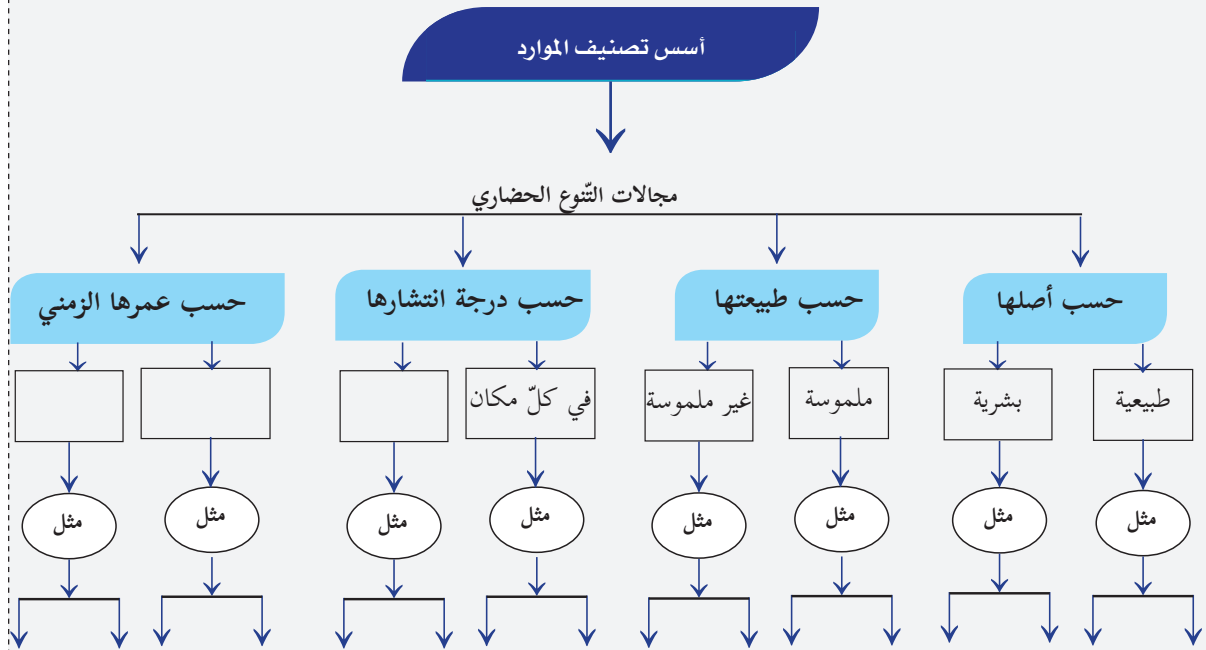 أسس تصنيف الموارد
مجالات التّنوع الحضاري
حسب أصلها
حسب طبيعتها
حسب درجة انتشارها
حسب عمرها الزمني
طبيعية
بشرية
ملموسة
غير ملموسة
في كلّ مكان
مثل
مثل
مثل
مثل
مثل
مثل
مثل
مثل